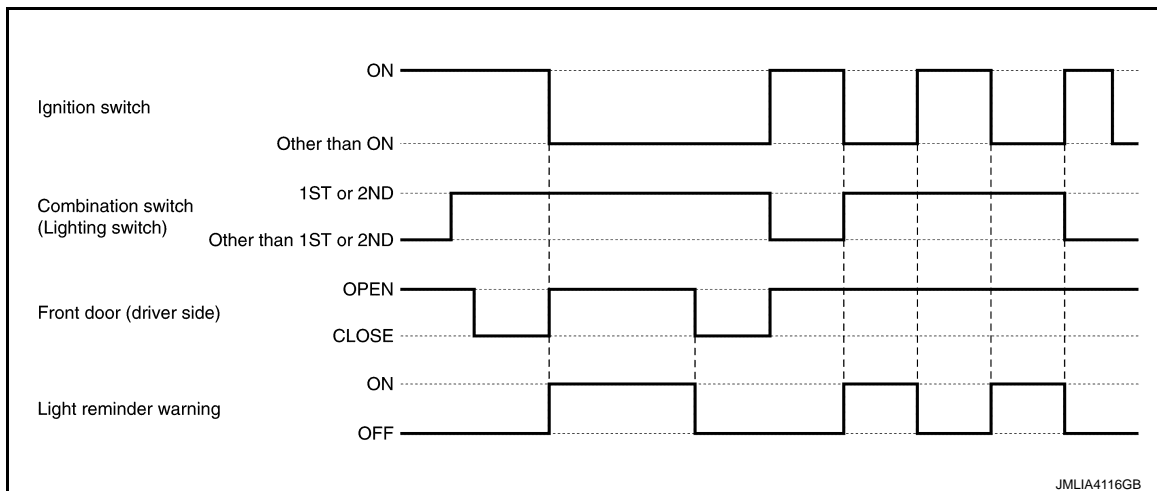 ON
Ignition switch
Other than ON
1ST or 2ND
Combination switch
(Lighting switch)
Other than 1ST or 2ND
OPEN
Front door (driver side)
CLOSE
ON
Light reminder warning
OFF
JMLIA4116GB